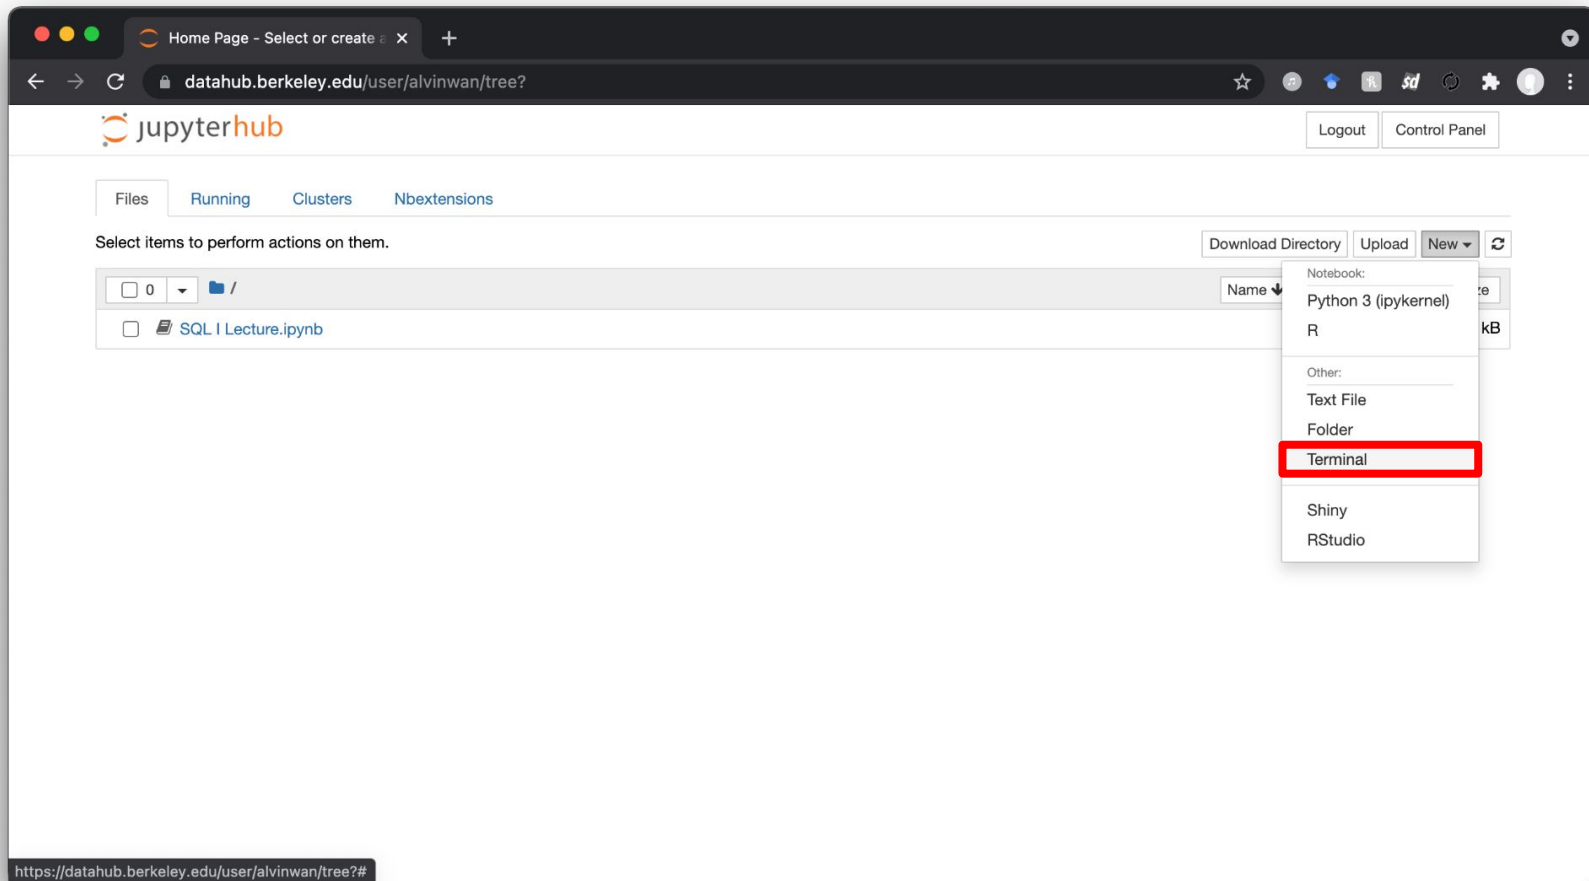 Home Page - Select or create a
datahub.berkeley.edu/user/alvinwan/tree?
jupyterhub
Logout
Control Panel
Files
Running
Clusters
Nbextensions
Select items to perform actions on them.
Download Directory
Upload
New
0
/
Name
ze
SQL I Lecture.ipynb
kB
Notebook:
Python 3 (ipykernel)
R
Other:
Text File
Folder
Terminal
Shiny
RStudio
https://datahub.berkeley.edu/user/alvinwan/tree?#